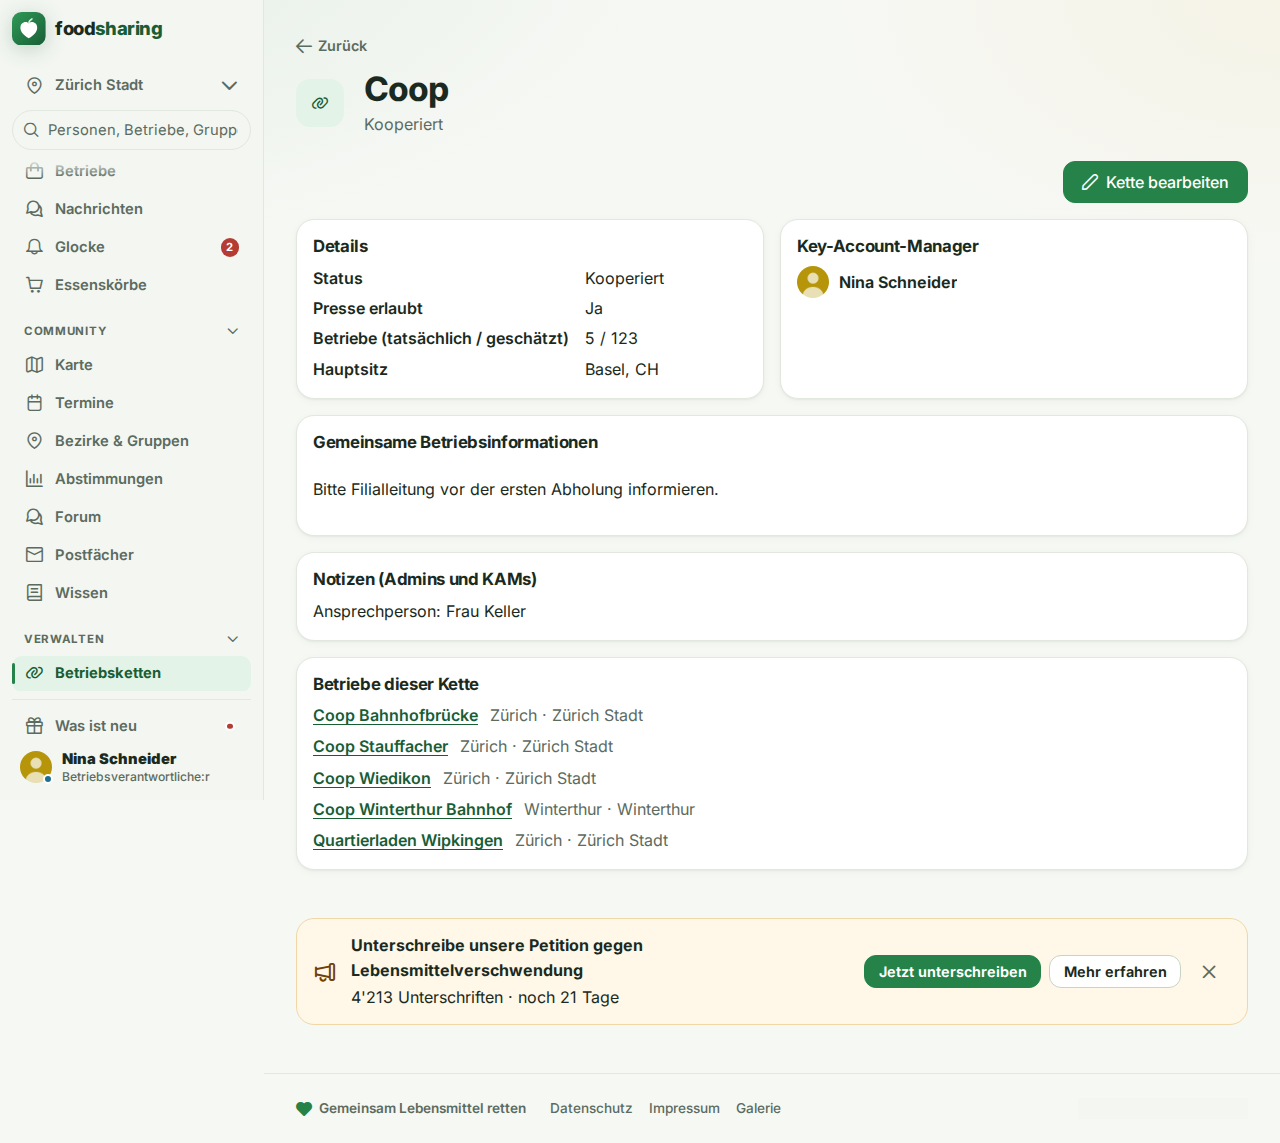 foodsharing
Zürich Stadt
Personen, Betriebe, Grupp
Betriebe
Nachrichten
Glocke 2
Essenskörbe
COMMUNITY
Karte
Termine
Bezirke & Gruppen
Abstimmungen
Forum
Postfächer
Wissen
VERWALTEN
Betriebsketten
Was ist neu
Nina Schneider
Betriebsverantwortliche:r
Zurück
Coop
Kooperiert
Kette bearbeiten
Details
Status Kooperiert
Presse erlaubt Ja
Betriebe (tatsächlich / geschätzt) 5 / 123
Hauptsitz Basel, CH
Key-Account-Manager
Nina Schneider
Gemeinsame Betriebsinformationen
Bitte Filialleitung vor der ersten Abholung informieren.
Notizen (Admins und KAMs)
Ansprechperson: Frau Keller
Betriebe dieser Kette
Coop Bahnhofbrücke Zürich · Zürich Stadt
Coop Stauffacher Zürich · Zürich Stadt
Coop Wiedikon Zürich · Zürich Stadt
Coop Winterthur Bahnhof Winterthur · Winterthur
Quartierladen Wipkingen Zürich · Zürich Stadt
Unterschreibe unsere Petition gegen
Lebensmittelverschwendung
4'213 Unterschriften · noch 21 Tage
Jetzt unterschreiben Mehr erfahren
Gemeinsam Lebensmittel retten Datenschutz Impressum Galerie